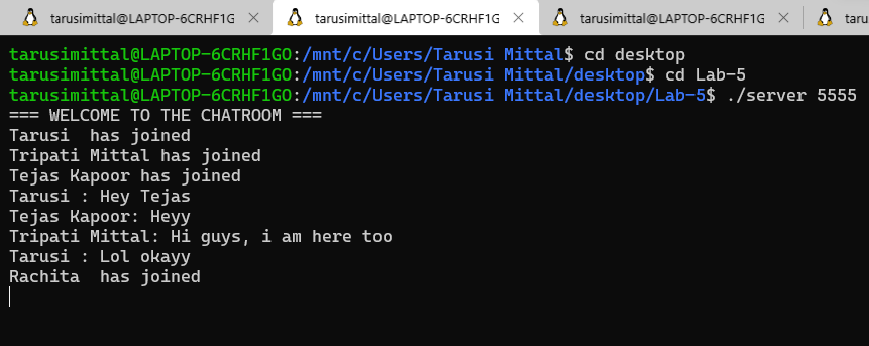 tarusimittal@LAPTOP-6CRHF1G tarusimittal@LAPTOP-6CRHF1G tarusimittal@LAPTOP-6CRHF1G taru
tarusimittal@LAPTOP-6CRHF1GO:/mnt/c/Users/Tarusi Mittal$ cd desktop
tarusimittal@LAPTOP-6CRHF1GO:/mnt/c/Users/Tarusi Mittal/desktop$ cd Lab-5
tarusimittal@LAPTOP-6CRHF1GO:/mnt/c/Users/Tarusi Mittal/desktop/Lab-5$ ./server 5555
=== WELCOME TO THE CHATROOM ===
Tarusi  has joined
Tripati Mittal has joined
Tejas Kapoor has joined
Tarusi : Hey Tejas
Tejas Kapoor: Heyy
Tripati Mittal: Hi guys, i am here too
Tarusi : Lol okayy
Rachita  has joined